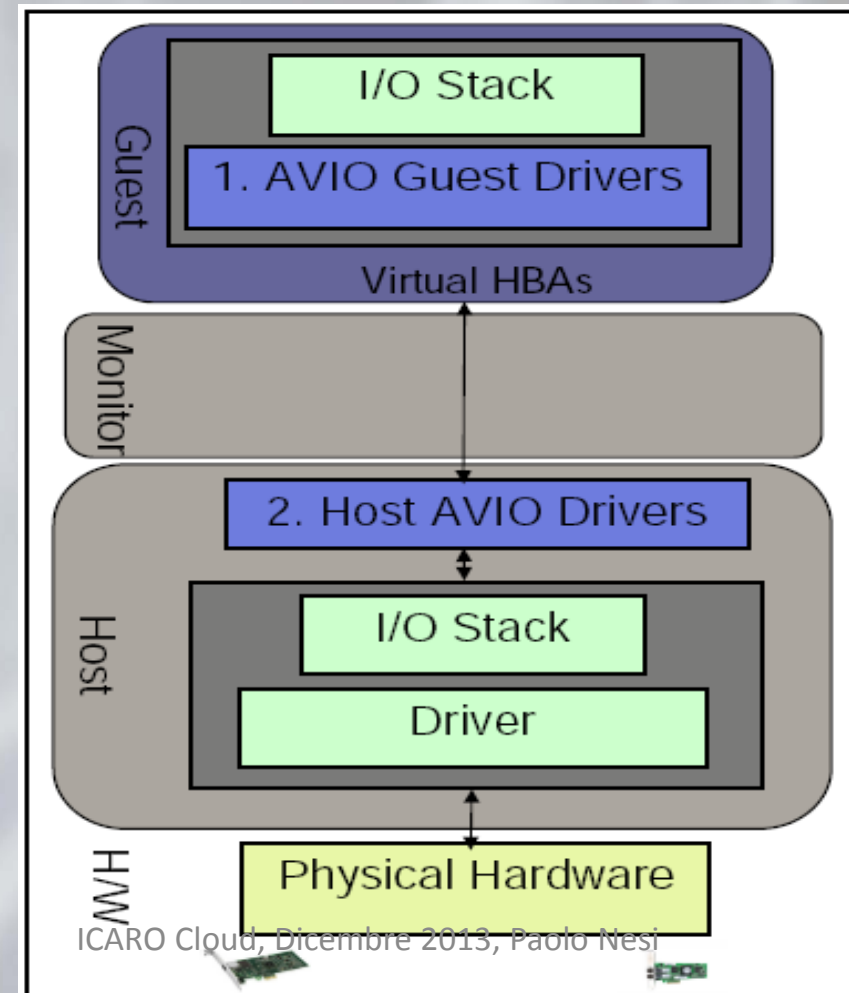 Guest
I/O Stack
1. AVIO Guest Drivers
Virtual HBAs
Monitor
Host
2. Host AVIO Drivers
I/O Stack
Driver
H/W
Physical Hardware
ICARO Cloud, Dicembre 2013, Paolo Nesi